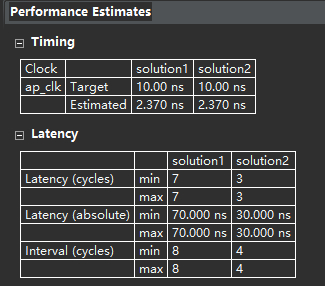 Performance Estimates
Timing
Clock solution1 solution2
ap_clk Target 10.00 ns 10.00 ns
Estimated 2.370 ns 2.370 ns
Latency
solution1 solution2
Latency (cycles) min 7 3
max 7 3
Latency (absolute) min 70.000 ns 30.000 ns
max 70.000 ns 30.000 ns
Interval (cycles) min 8 4
max 8 4